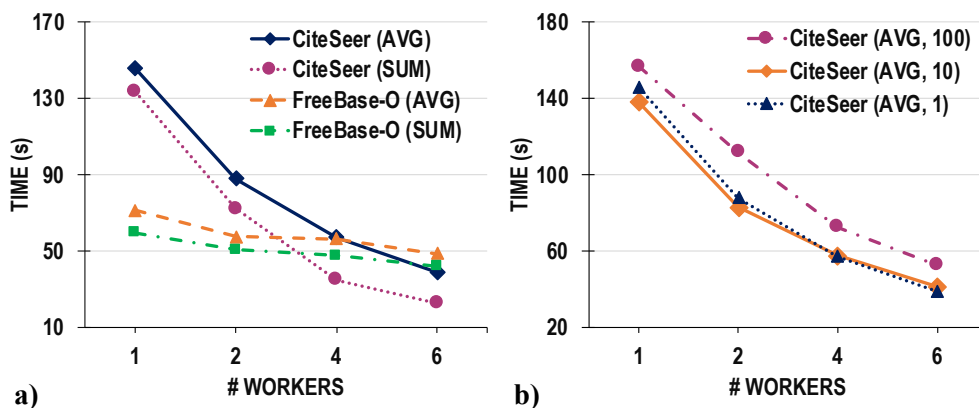 170
130
90
50
10
TIME (s)
CiteSeer (AVG)
CiteSeer (SUM)
FreeBase-O (AVG)
FreeBase-O (SUM)
1 2 4 6
# WORKERS
a)
180
140
100
60
20
TIME (s)
CiteSeer (AVG, 100)
CiteSeer (AVG, 10)
CiteSeer (AVG, 1)
1 2 4 6
# WORKERS
b)